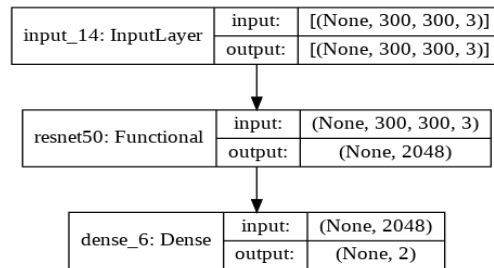 input_14: InputLayer
input:
[(None, 300, 300, 3)]
output:
[(None, 300, 300, 3)]
resnet50: Functional
input:
(None, 300, 300, 3)
output:
(None, 2048)
dense_6: Dense
input:
(None, 2048)
output:
(None, 2)